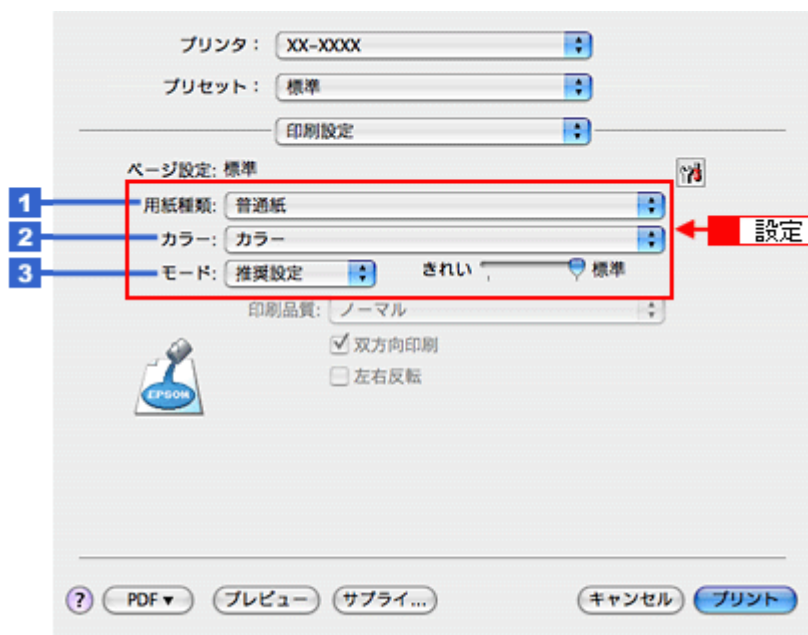 プリンタ： XX-XXXX
プリセット： 標準
印刷設定
ページ設定: 標準
1 用紙種類: 普通紙
2 カラー: カラー
設定
3 モード: 推奨設定 きれい 標準
印刷品質: ノーマル
双方向印刷
左右反転
EPSON
? PDF▼ プレビュー サプライ... キャンセル プリント